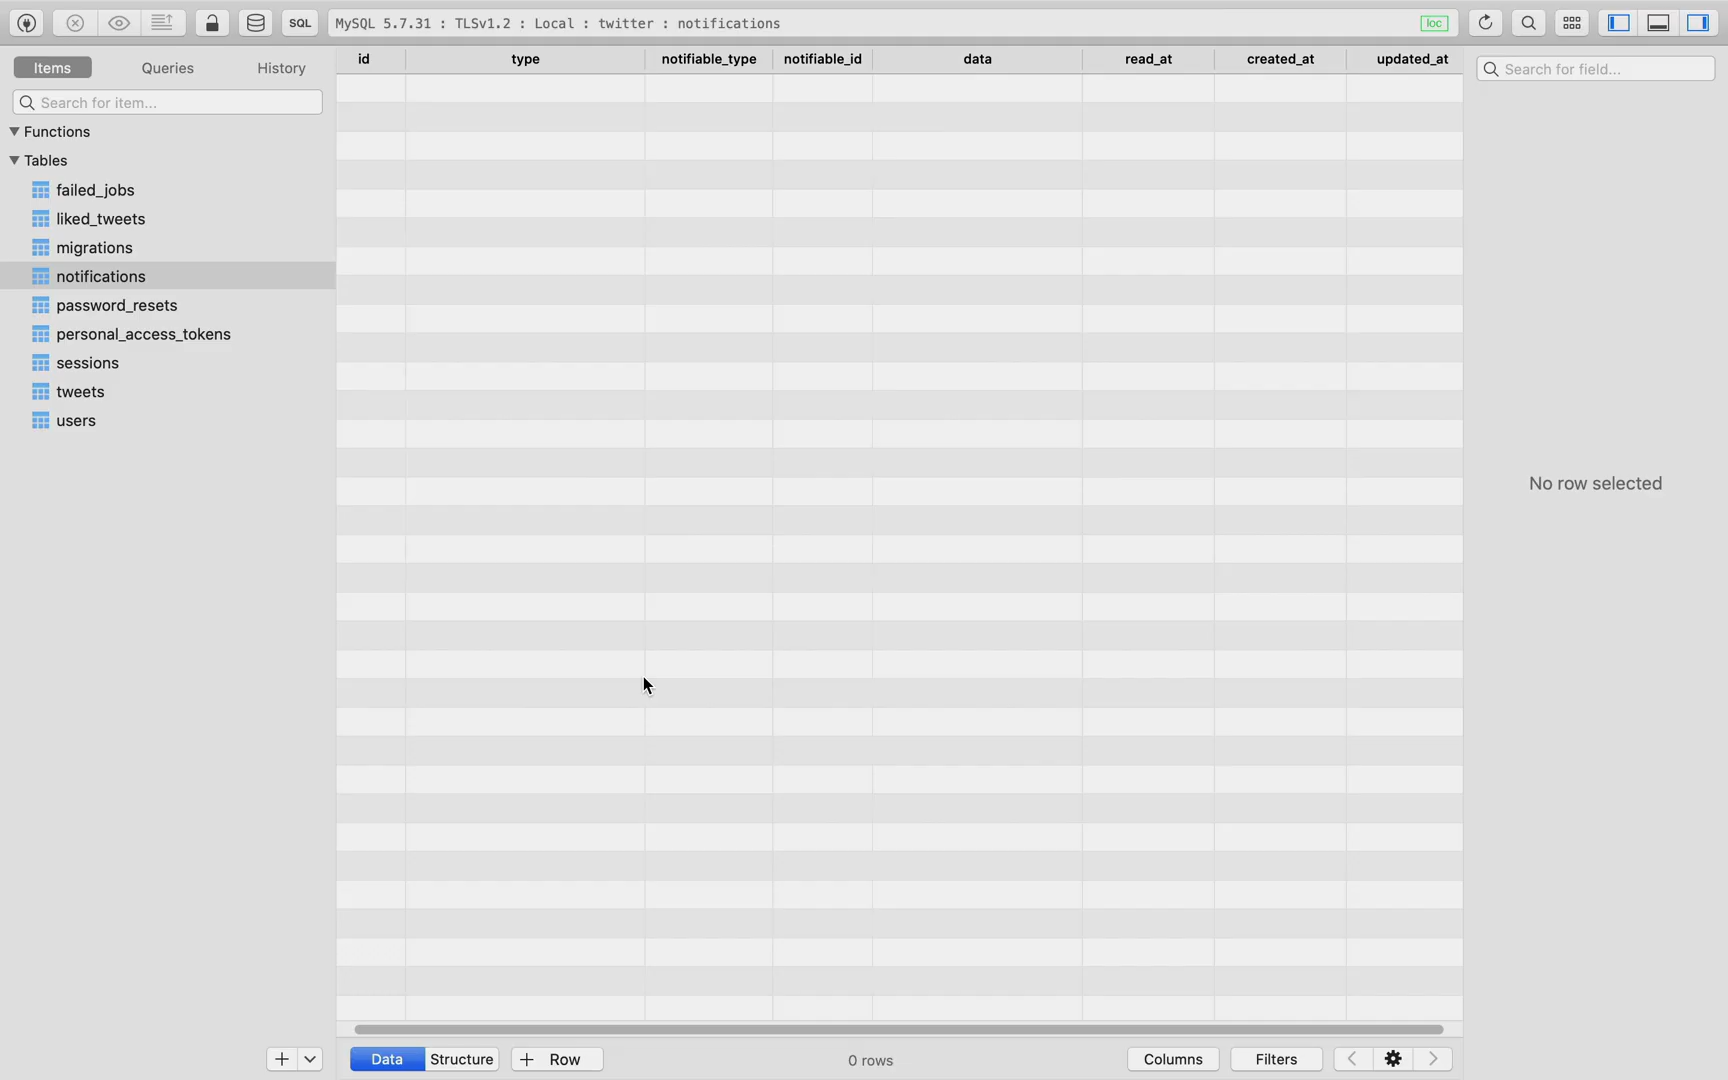 SQL
MySQL 5.7.31 : TLSv1.2 : Local : twitter : notifications
loc
Items
Queries
History
Search for item...
Functions
Tables
failed_jobs
liked_tweets
migrations
notifications
password_resets
personal_access_tokens
sessions
tweets
users
id
type
notifiable_type
notifiable_id
data
read_at
created_at
updated_at
Search for field...
No row selected
Data
Structure
Row
0 rows
Columns
Filters